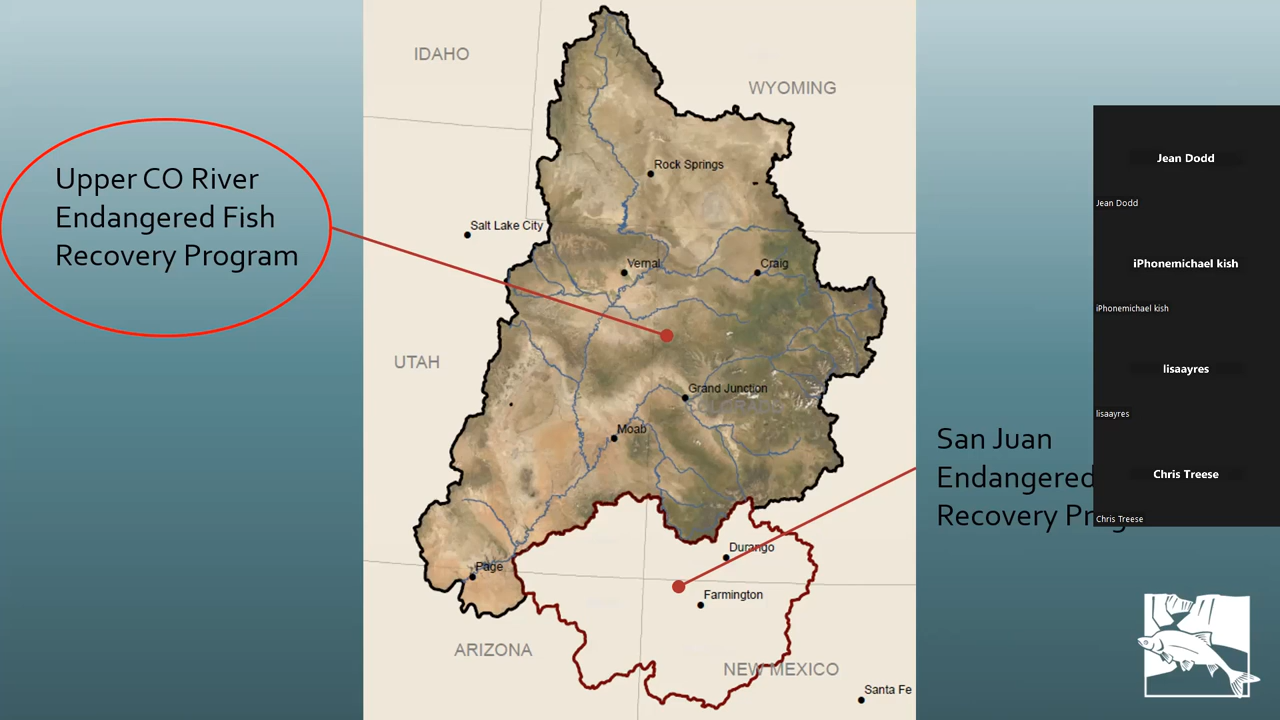 Upper CO River
Endangered Fish
Recovery Program
IDAHO
WYOMING
Rock Springs
Salt Lake City
Vernal
Craig
UTAH
Grand Junction
Moab
Durango
Page
Farmington
ARIZONA
NEW MEXICO
Santa Fe
San Juan
Endangered
Recovery
Jean Dodd
Jean Dodd
iPhonemichael kish
iPhonemichael kish
lisaayres
lisaayres
Chris Treese
Chris Treese